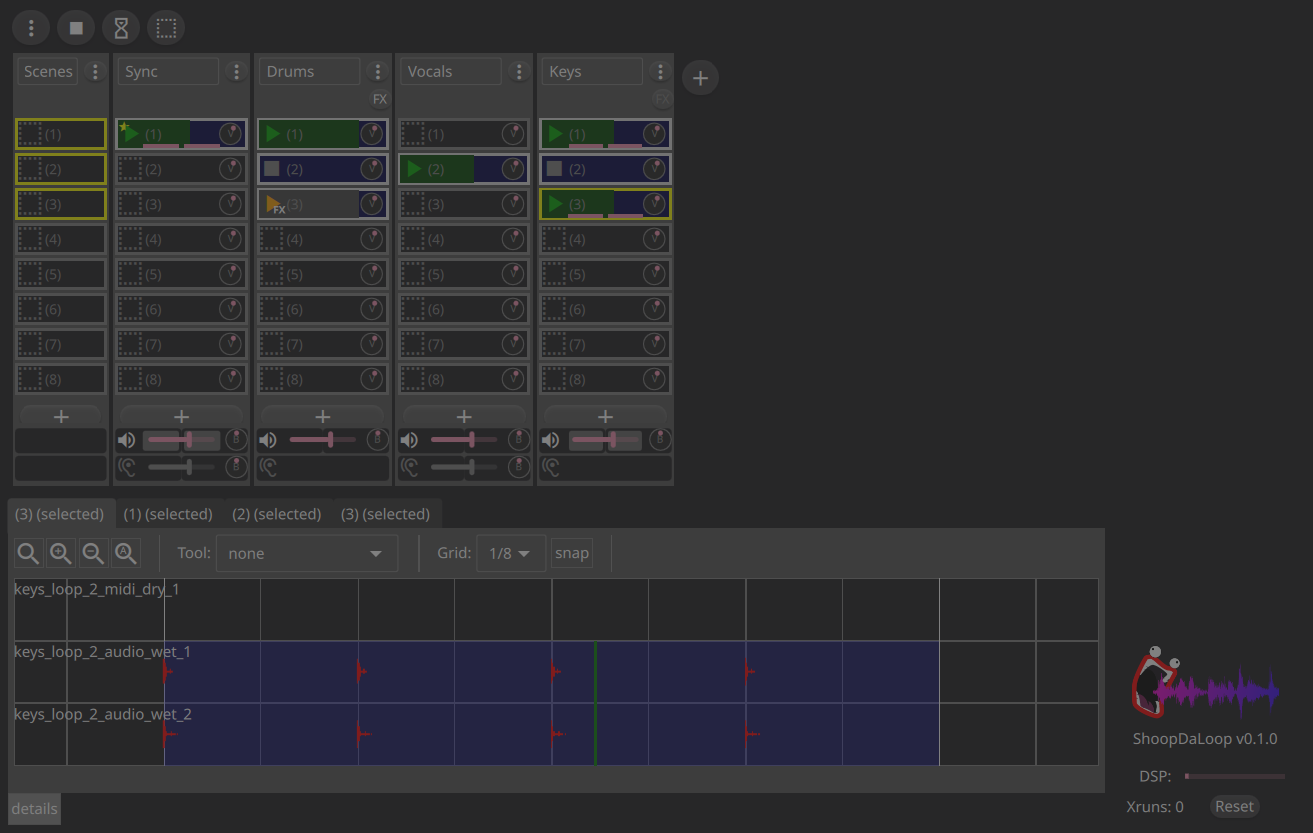 Scenes Sync Drums Vocals Keys
FX FX
(1) (1) V (1) V (1) V (1) V
(2) (2) V (2) V (2) V (2) V
(3) (3) V FX (3) V (3) V (3) V
(4) (4) V (4) V (4) V (4) V
(5) (5) V (5) V (5) V (5) V
(6) (6) V (6) V (6) V (6) V
(7) (7) V (7) V (7) V (7) V
(8) (8) V (8) V (8) V (8) V
+ + + + +
B B B B
B B
(3) (selected) (1) (selected) (2) (selected) (3) (selected)
A Tool: none Grid: 1/8 snap
keys_loop_2_midi_dry_1
keys_loop_2_audio_wet_1
keys_loop_2_audio_wet_2
ShoopDaLoop v0.1.0
DSP:
Xruns: 0 Reset
details